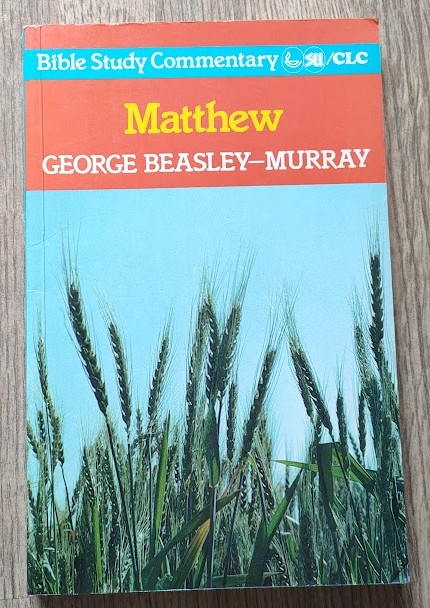 Bible Study Commentary SU/CLC
Matthew
GEORGE BEASLEY–MURRAY